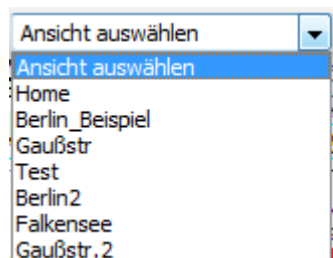 Ansicht auswählen
Ansicht auswählen
Home
Berlin_Beispiel
Gaußstr
Test
Berlin2
Falkensee
Gaußstr.2